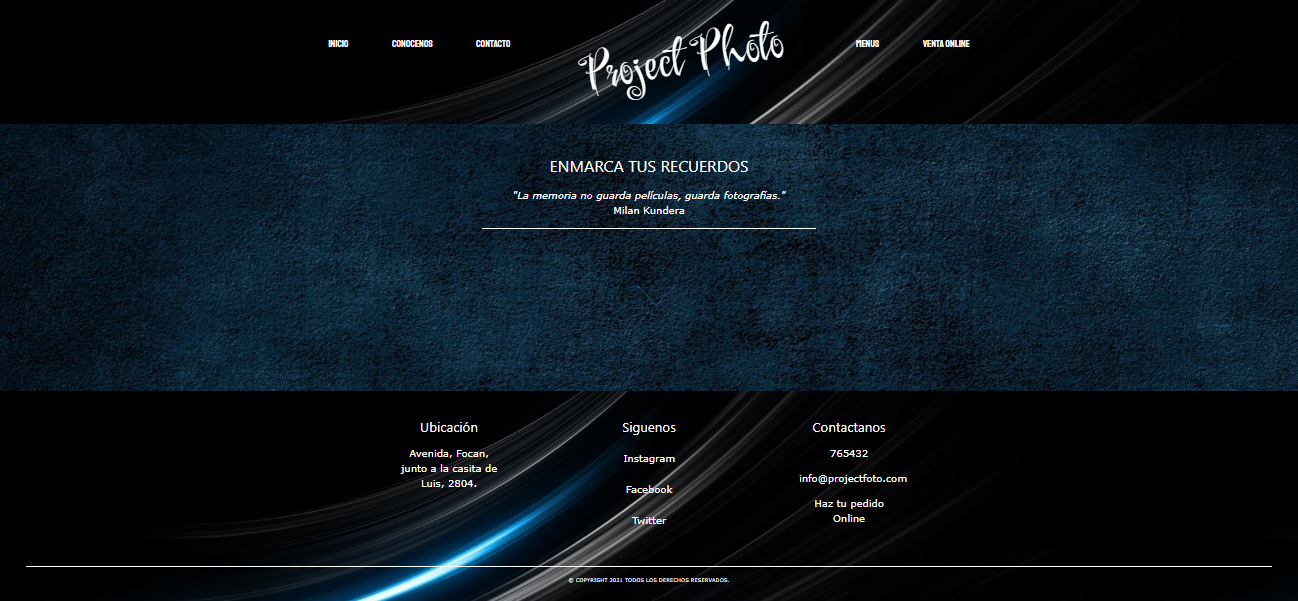 INICIO CONOCENOS CONTACTO Project Photo MENUS VENTA ONLINE
ENMARCA TUS RECUERDOS
"La memoria no guarda películas, guarda fotografías."
Milan Kundera
Ubicación
Avenida, Focan,
junto a la casita de
Luis, 2804.
Siguenos
Instagram
Facebook
Twitter
Contactanos
765432
info@projectfoto.com
Haz tu pedido
Online
© COPYRIGHT 2021 TODOS LOS DERECHOS RESERVADOS.